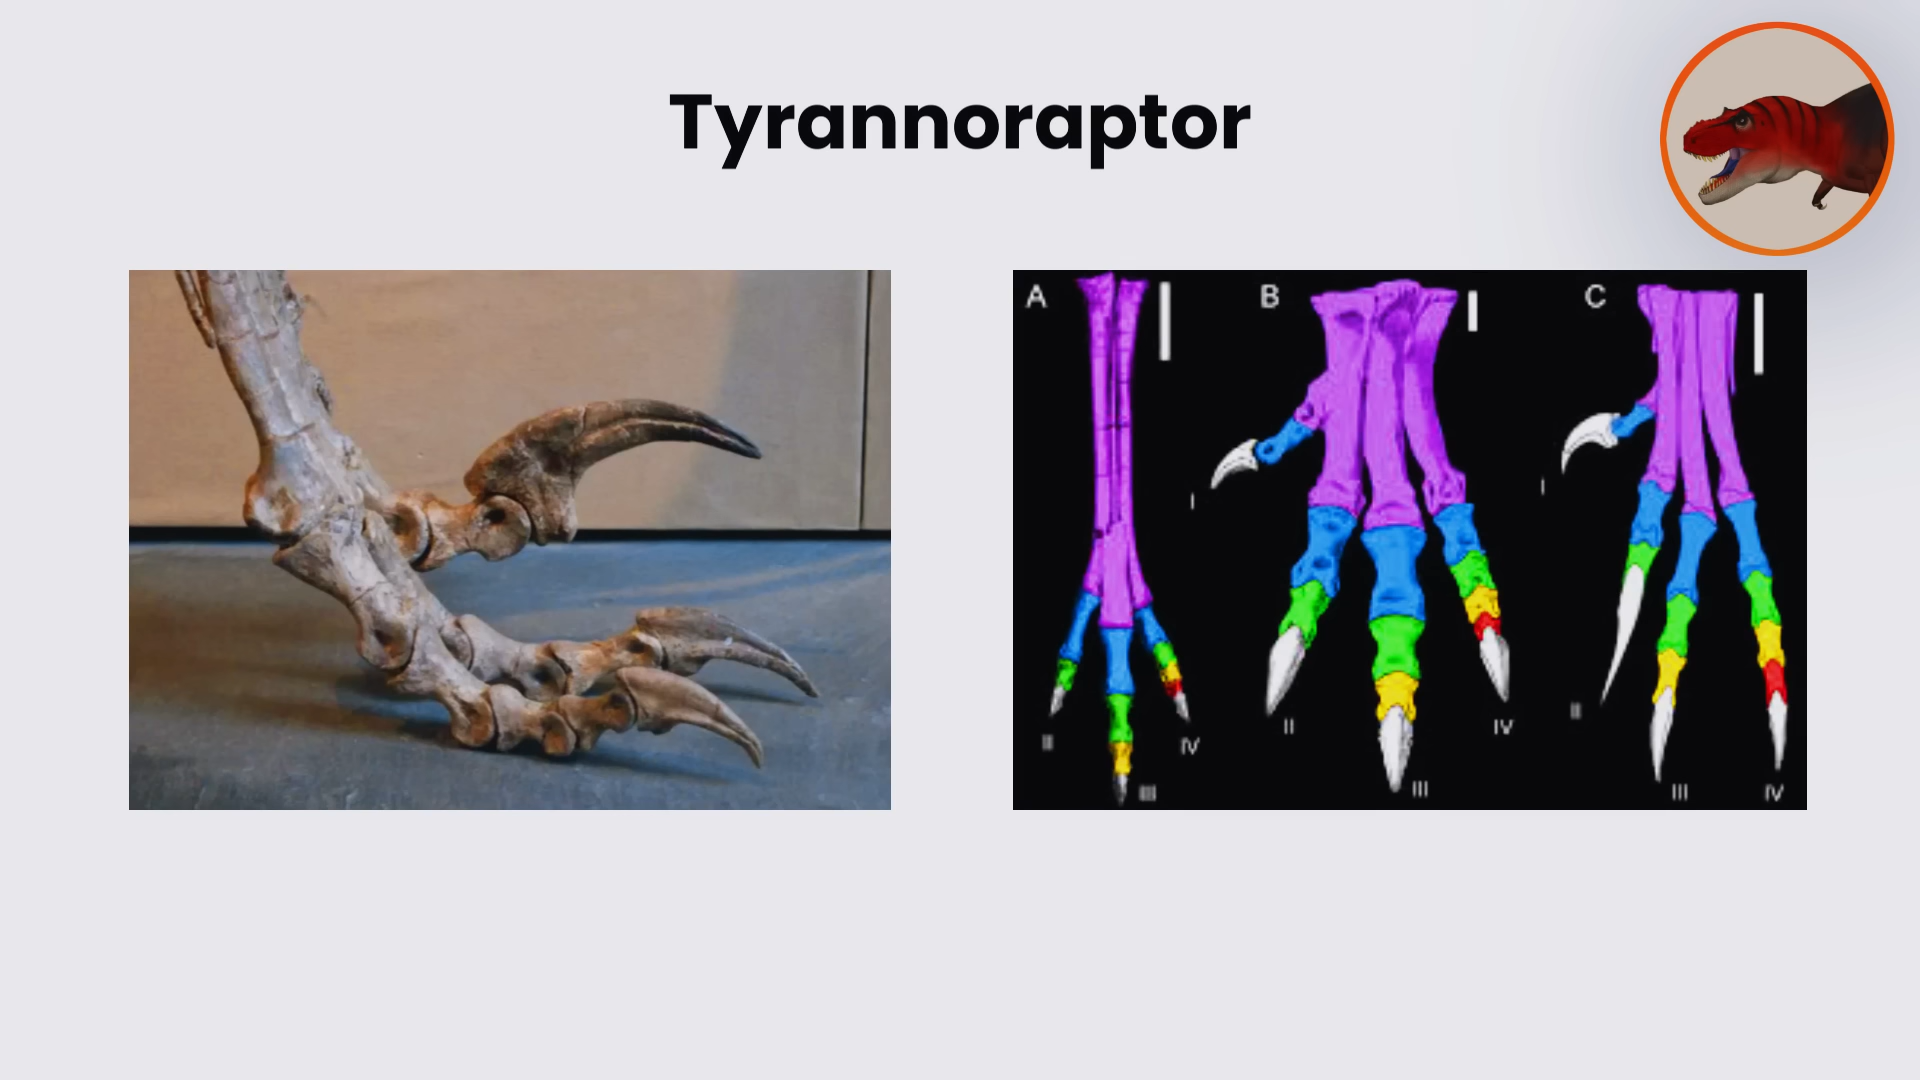 Tyrannoraptor
A B C
I I
II IV II
II IV III III IV
III